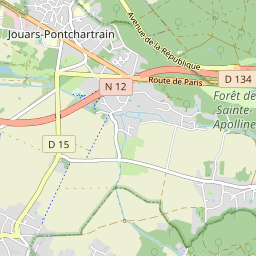 Jouars-Pontchartrain
Avenue de la République
Route de Paris
D 134
N 12
Forêt de
Sainte-
Apolline
D 15